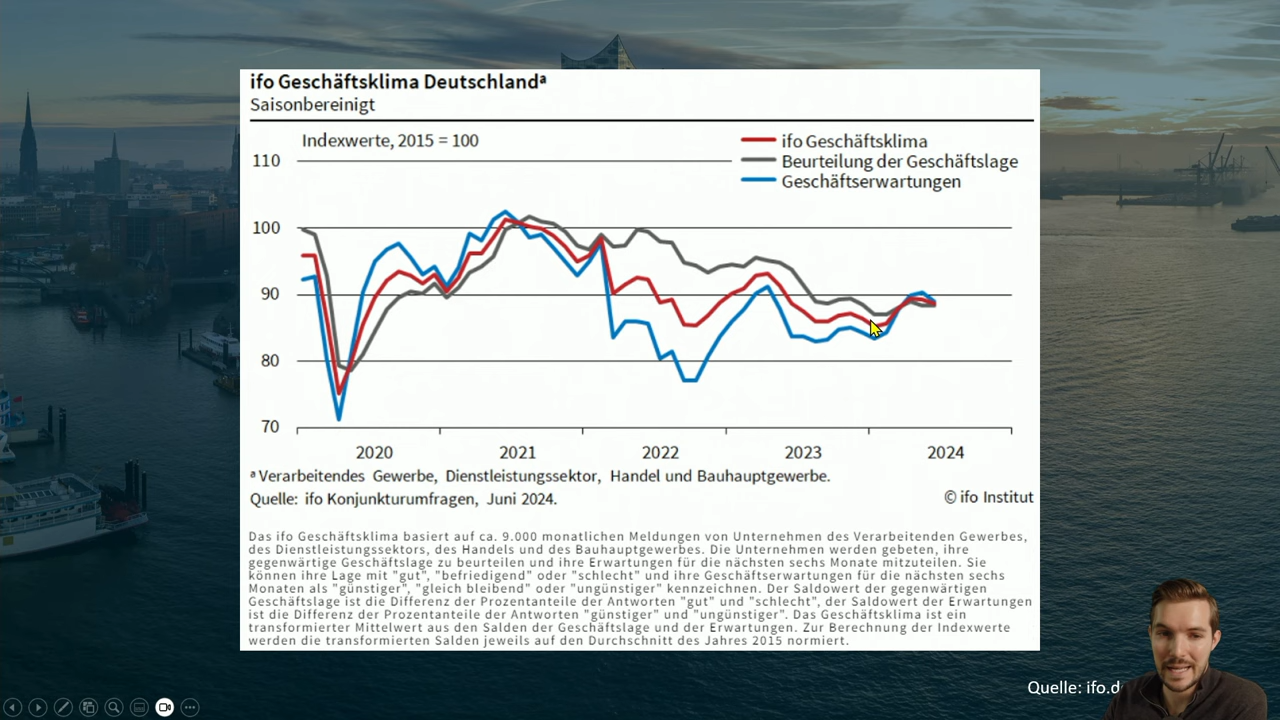 ifo Geschäftsklima Deutschlandª
Saisonbereinigt
Indexwerte, 2015 = 100
ifo Geschäftsklima
Beurteilung der Geschäftslage
Geschäftserwartungen
110
100
90
80
70
2020 2021 2022 2023 2024
ª Verarbeitendes Gewerbe, Dienstleistungssektor, Handel und Bauhauptgewerbe.
Quelle: ifo Konjunkturumfragen, Juni 2024.
© ifo Institut
Das ifo Geschäftsklima basiert auf ca. 9.000 monatlichen Meldungen von Unternehmen des Verarbeitenden Gewerbes,
des Dienstleistungssektors, des Handels und des Bauhauptgewerbes. Die Unternehmen werden gebeten, ihre
gegenwärtige Geschäftslage zu beurteilen und ihre Erwartungen für die nächsten sechs Monate mitzuteilen. Sie
können ihre Lage mit "gut", "befriedigend" oder "schlecht" und ihre Geschäftserwartungen für die nächsten sechs
Monaten als "günstiger", "gleich bleibend" oder "ungünstiger" kennzeichnen. Der Saldowert der gegenwärtigen
Geschäftslage ist die Differenz der Prozentanteile der Antworten "gut" und "schlecht", der Saldowert der Erwartungen
ist die Differenz der Prozentanteile der Antworten "günstiger" und "ungünstiger". Das Geschäftsklima ist ein
transformierter Mittelwert aus den Salden der Geschäftslage und der Erwartungen. Zur Berechnung der Indexwerte
werden die transformierten Salden jeweils auf den Durchschnitt des Jahres 2015 normiert.
Quelle: ifo.d